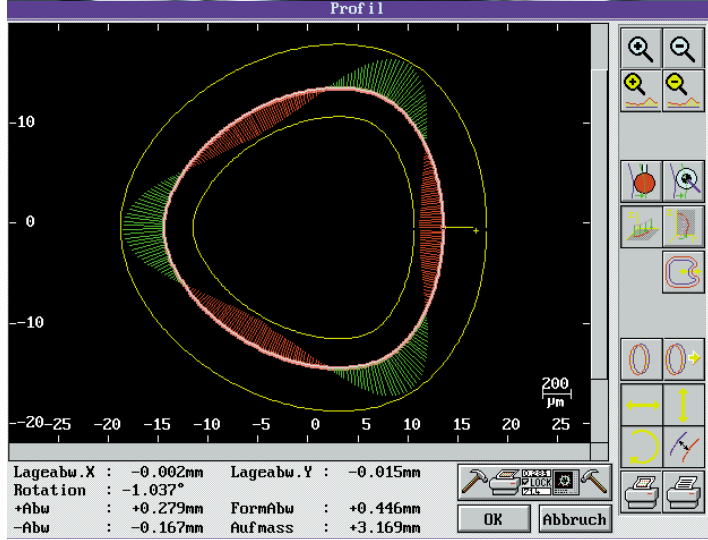 Profil
-10
- 0
--10
200
µm
--20-25 -20 -15 -10 -5 0 5 10 15 20 25 -
Lageabw.X : -0.002mm Lageabw.Y : -0.015mm
Rotation : -1.037°
+Abw : +0.279mm FormAbw : +0.446mm
-Abw : -0.167mm Aufmass : +3.169mm
LOCK
OK Abbruch